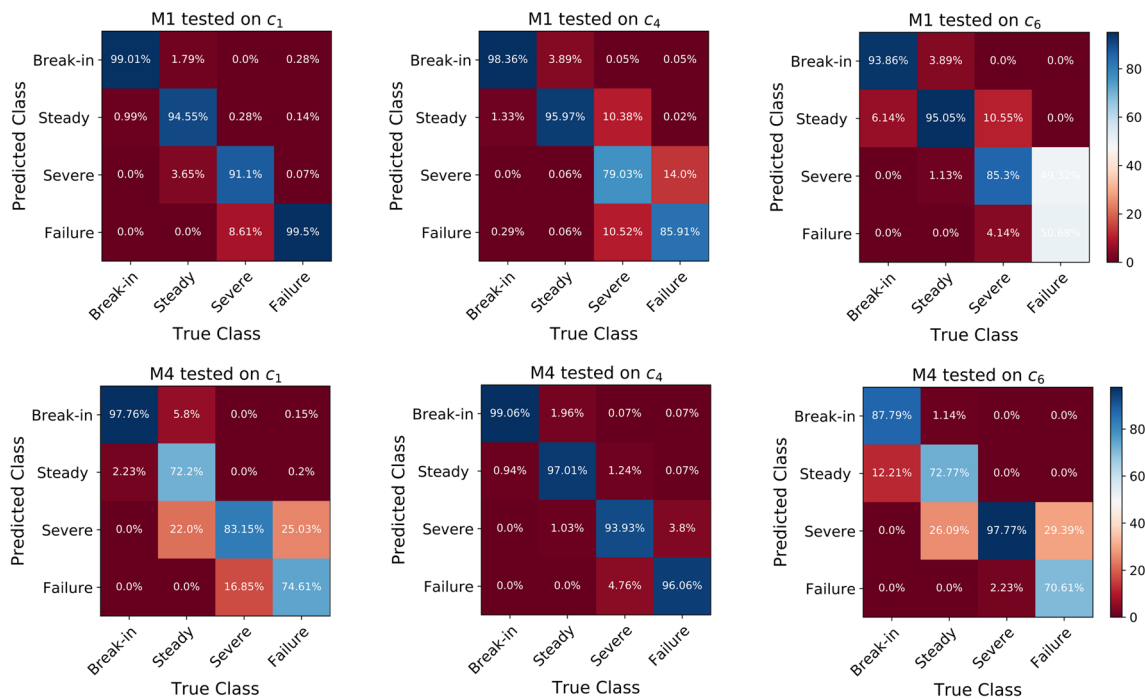 M1 tested on c1
M1 tested on c4
M1 tested on c6
Predicted Class
Break-in 99.01% 1.79% 0.0% 0.28%
Steady 0.99% 94.55% 0.28% 0.14%
Severe 0.0% 3.65% 91.1% 0.07%
Failure 0.0% 0.0% 8.61% 99.5%
Break-in Steady Severe Failure
True Class
Predicted Class
Break-in 98.36% 3.89% 0.05% 0.05%
Steady 1.33% 95.97% 10.38% 0.02%
Severe 0.0% 0.06% 79.03% 14.0%
Failure 0.29% 0.06% 10.52% 85.91%
Break-in Steady Severe Failure
True Class
Predicted Class
Break-in 93.86% 3.89% 0.0% 0.0%
Steady 6.14% 95.05% 10.55% 0.0%
Severe 0.0% 1.13% 85.3% 49.32%
Failure 0.0% 0.0% 4.14% 50.68%
Break-in Steady Severe Failure
True Class
80
60
40
20
0
M4 tested on c1
M4 tested on c4
M4 tested on c6
Predicted Class
Break-in 97.76% 5.8% 0.0% 0.15%
Steady 2.23% 72.2% 0.0% 0.2%
Severe 0.0% 22.0% 83.15% 25.03%
Failure 0.0% 0.0% 16.85% 74.61%
Break-in Steady Severe Failure
True Class
Predicted Class
Break-in 99.06% 1.96% 0.07% 0.07%
Steady 0.94% 97.01% 1.24% 0.07%
Severe 0.0% 1.03% 93.93% 3.8%
Failure 0.0% 0.0% 4.76% 96.06%
Break-in Steady Severe Failure
True Class
Predicted Class
Break-in 87.79% 1.14% 0.0% 0.0%
Steady 12.21% 72.77% 0.0% 0.0%
Severe 0.0% 26.09% 97.77% 29.39%
Failure 0.0% 0.0% 2.23% 70.61%
Break-in Steady Severe Failure
True Class
80
60
40
20
0